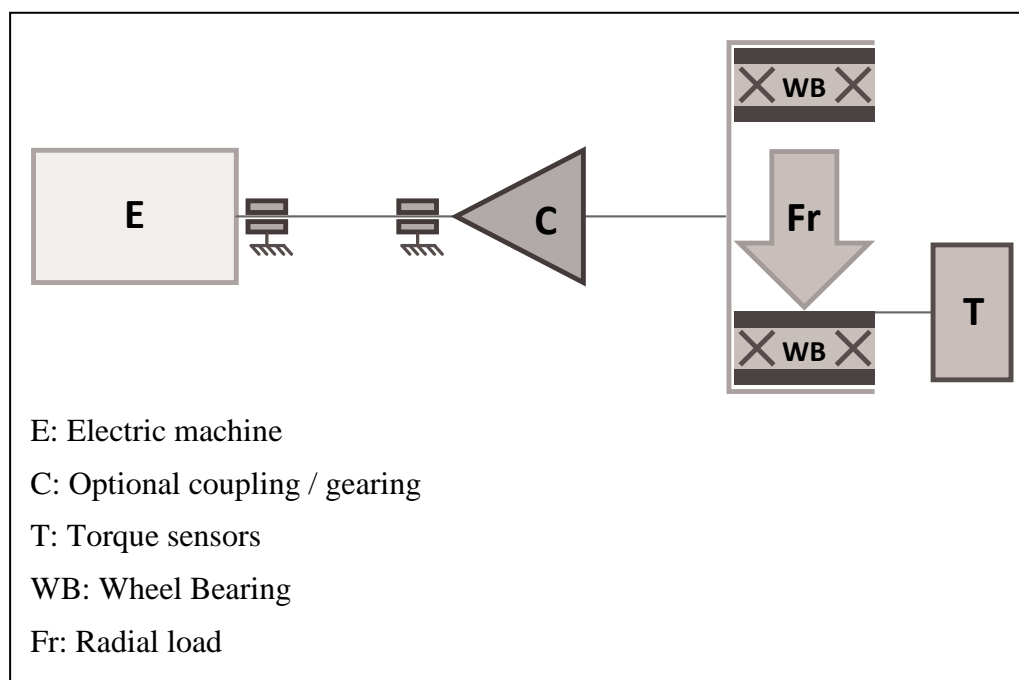 WB
E
C
Fr
T
WB
E: Electric machine
C: Optional coupling / gearing
T: Torque sensors
WB: Wheel Bearing
Fr: Radial load